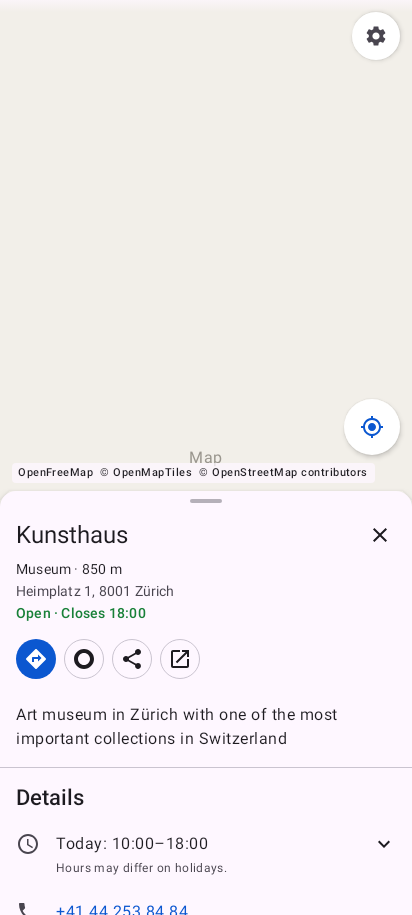 Map
OpenFreeMap © OpenMapTiles © OpenStreetMap contributors
Kunsthaus
Museum · 850 m
Heimplatz 1, 8001 Zürich
Open · Closes 18:00
Art museum in Zürich with one of the most
important collections in Switzerland
Details
Today: 10:00–18:00
Hours may differ on holidays.
+41 44 253 84 84